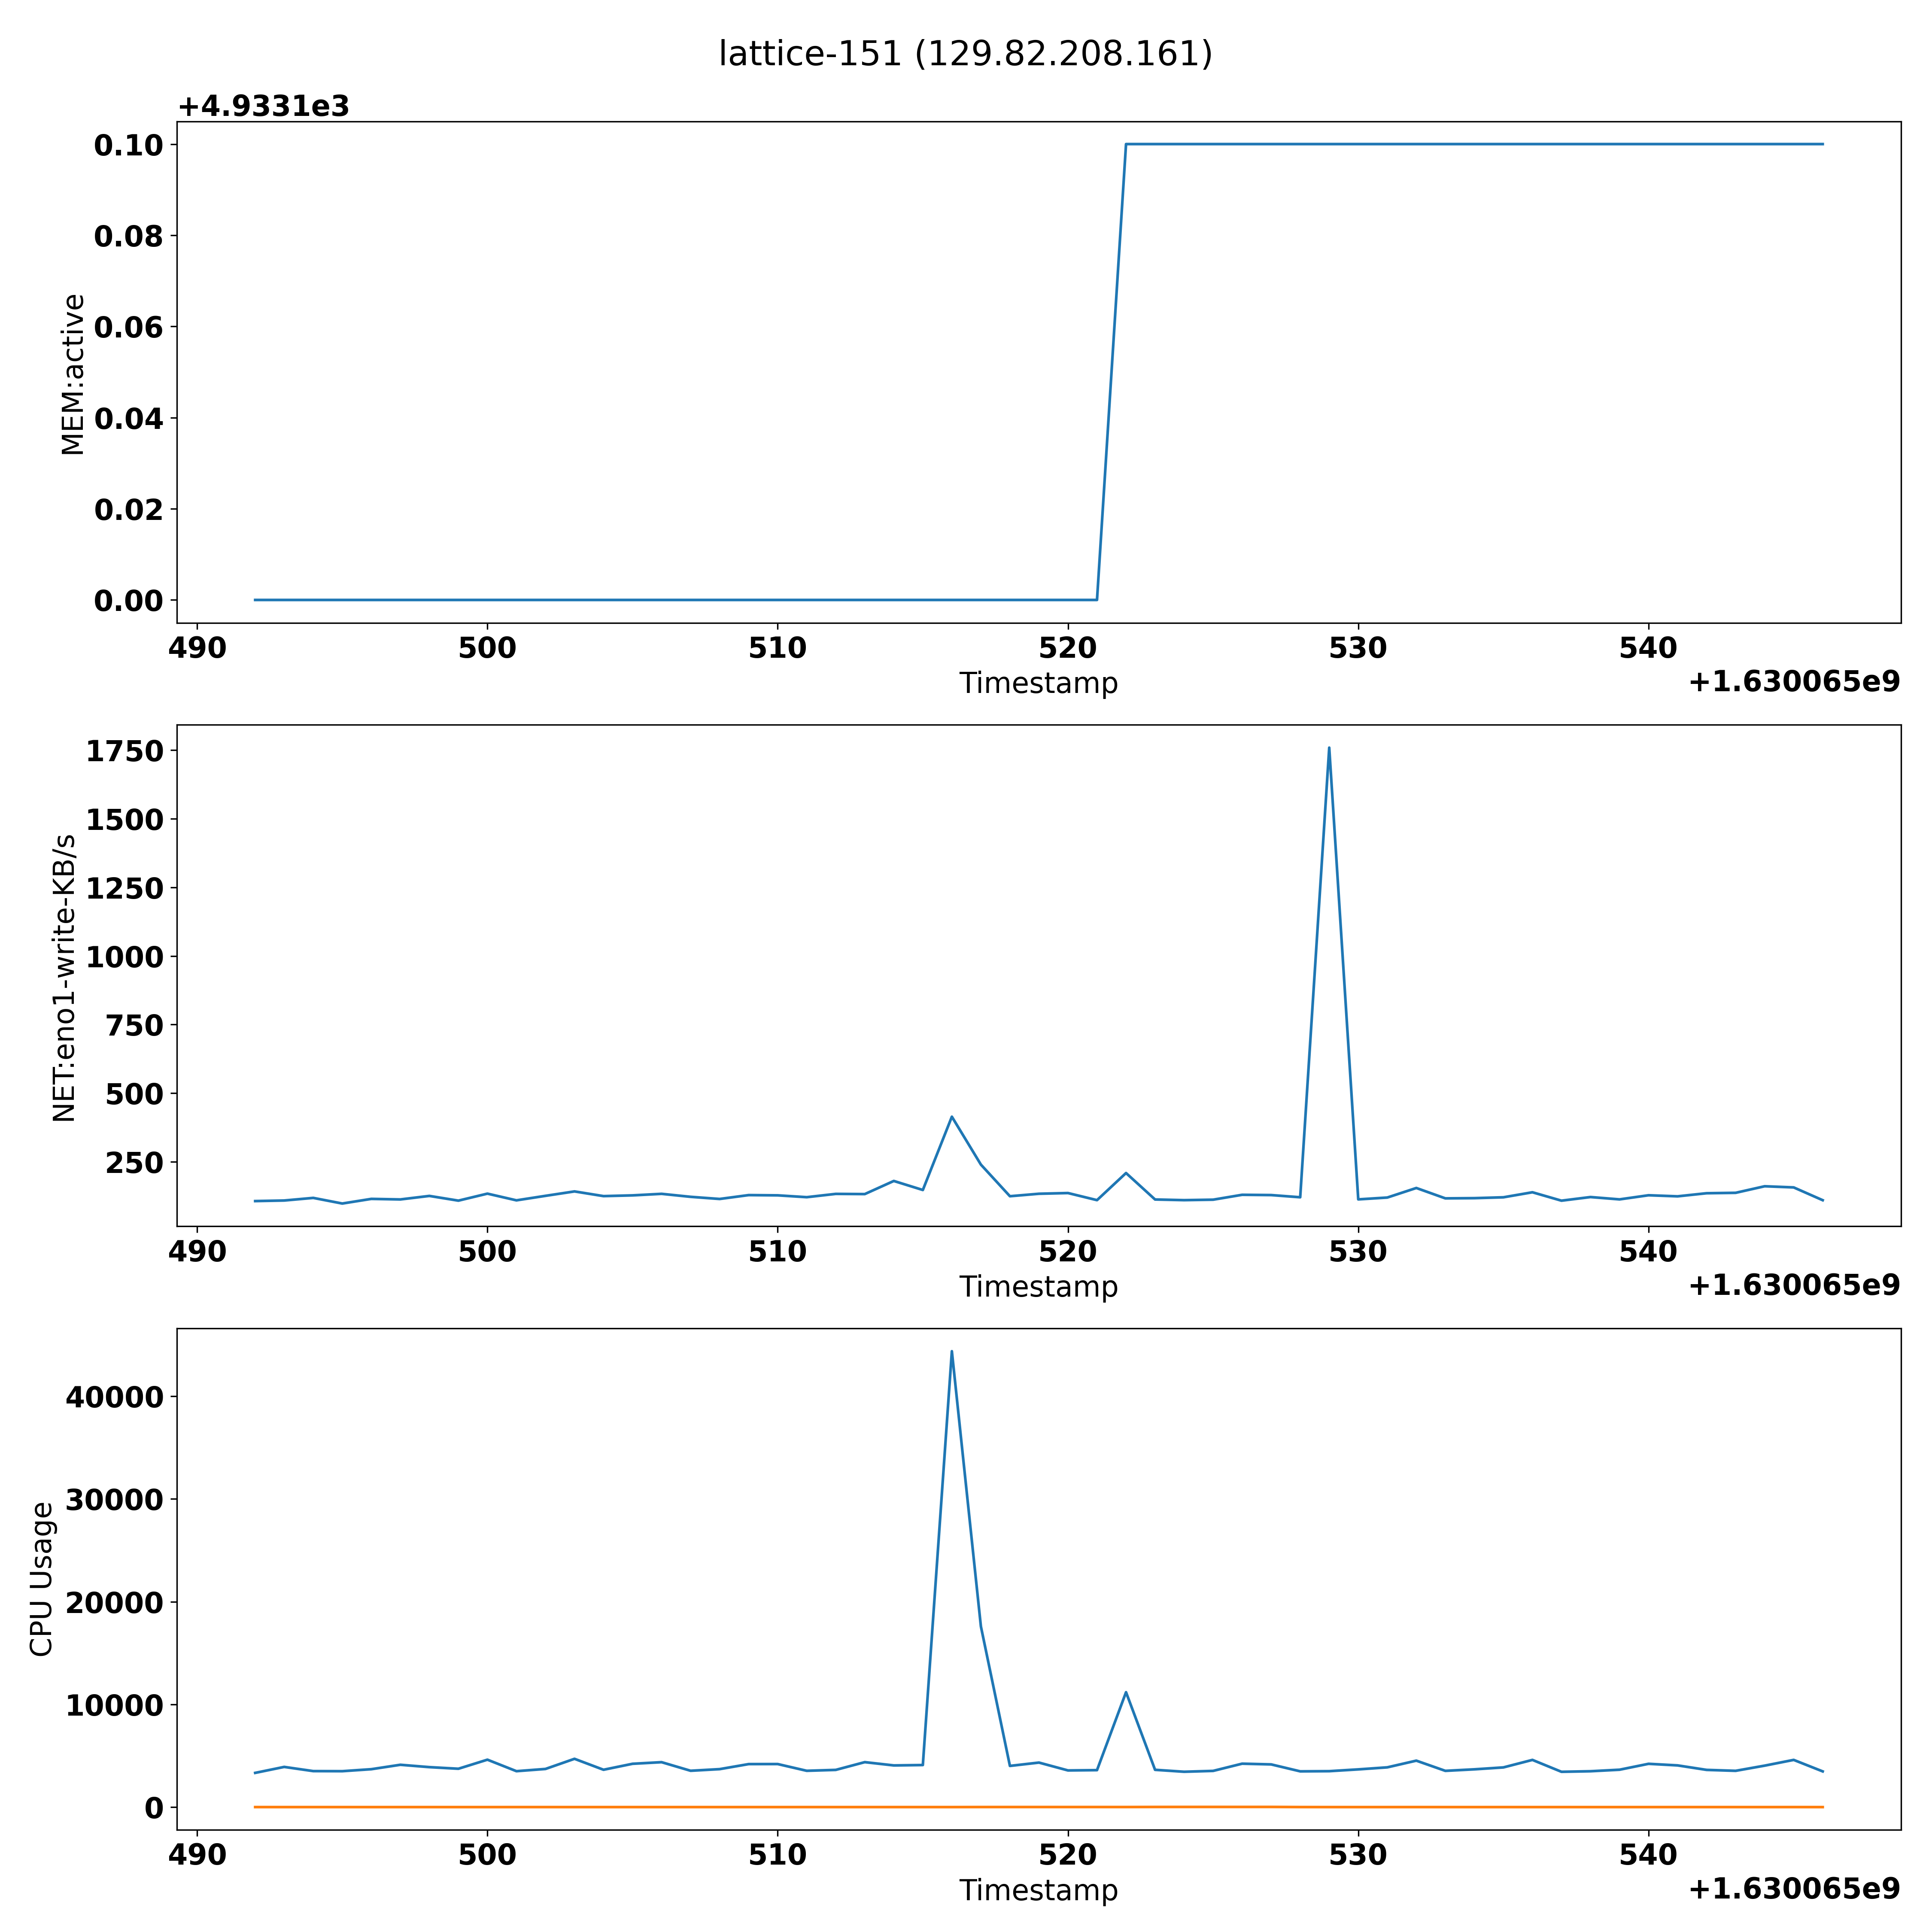 lattice-151 (129.82.208.161)
+4.9331e3
0.10
0.08
0.06
0.04
0.02
0.00
MEM:active
490 500 510 520 530 540
Timestamp
+1.630065e9
1750
1500
1250
1000
750
500
250
NET:eno1-write-KB/s
490 500 510 520 530 540
Timestamp
+1.630065e9
40000
30000
20000
10000
0
CPU Usage
490 500 510 520 530 540
Timestamp
+1.630065e9